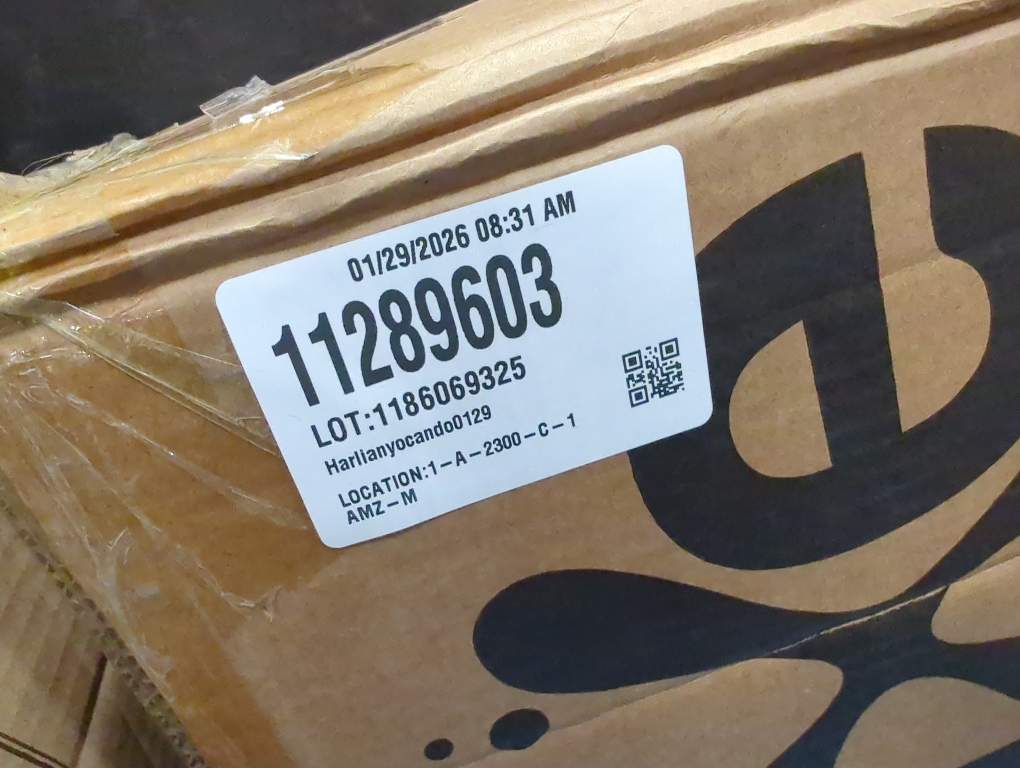 01/29/2026 08:31 AM
11289603
LOT:1186069325
Harlianyocando0129
LOCATION:1-A-2300-C-1
AMZ-M